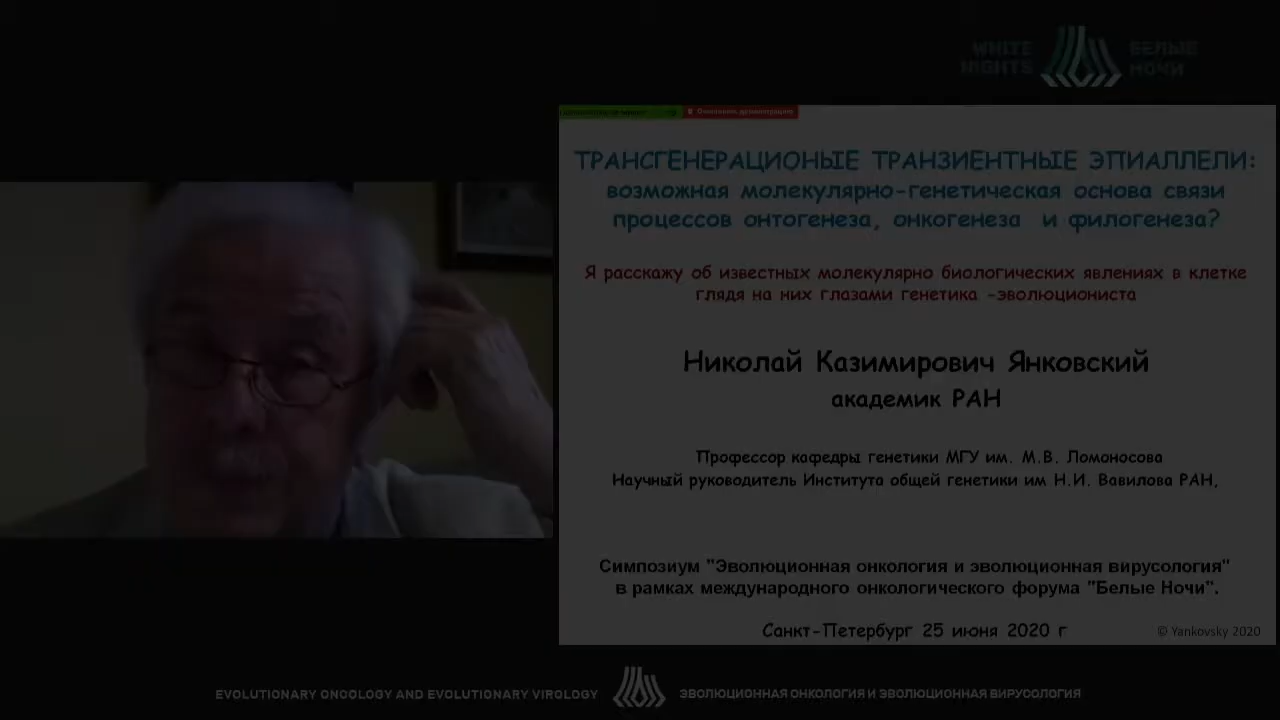 WHITE
NIGHTS
БЕЛЫЕ
НОЧИ
ТРАНСГЕНЕРАЦИОНЫЕ ТРАНЗИЕНТНЫЕ ЭПИАЛЛЕЛИ:
возможная молекулярно-генетическая основа связи
процессов онтогенеза, онкогенеза и филогенеза?
Я расскажу об известных молекулярно биологических явлениях в клетке
глядя на них глазами генетика -эволюциониста
Николай Казимирович Янковский
академик РАН
Профессор кафедры генетики МГУ им. М.В. Ломоносова
Научный руководитель Института общей генетики им Н.И. Вавилова РАН,
Симпозиум "Эволюционная онкология и эволюционная вирусология"
в рамках международного онкологического форума "Белые Ночи".
Санкт-Петербург 25 июня 2020 г
© Yankovsky 2020
EVOLUTIONARY ONCOLOGY AND EVOLUTIONARY VIROLOGY
ЭВОЛЮЦИОННАЯ ОНКОЛОГИЯ И ЭВОЛЮЦИОННАЯ ВИРУСОЛОГИЯ